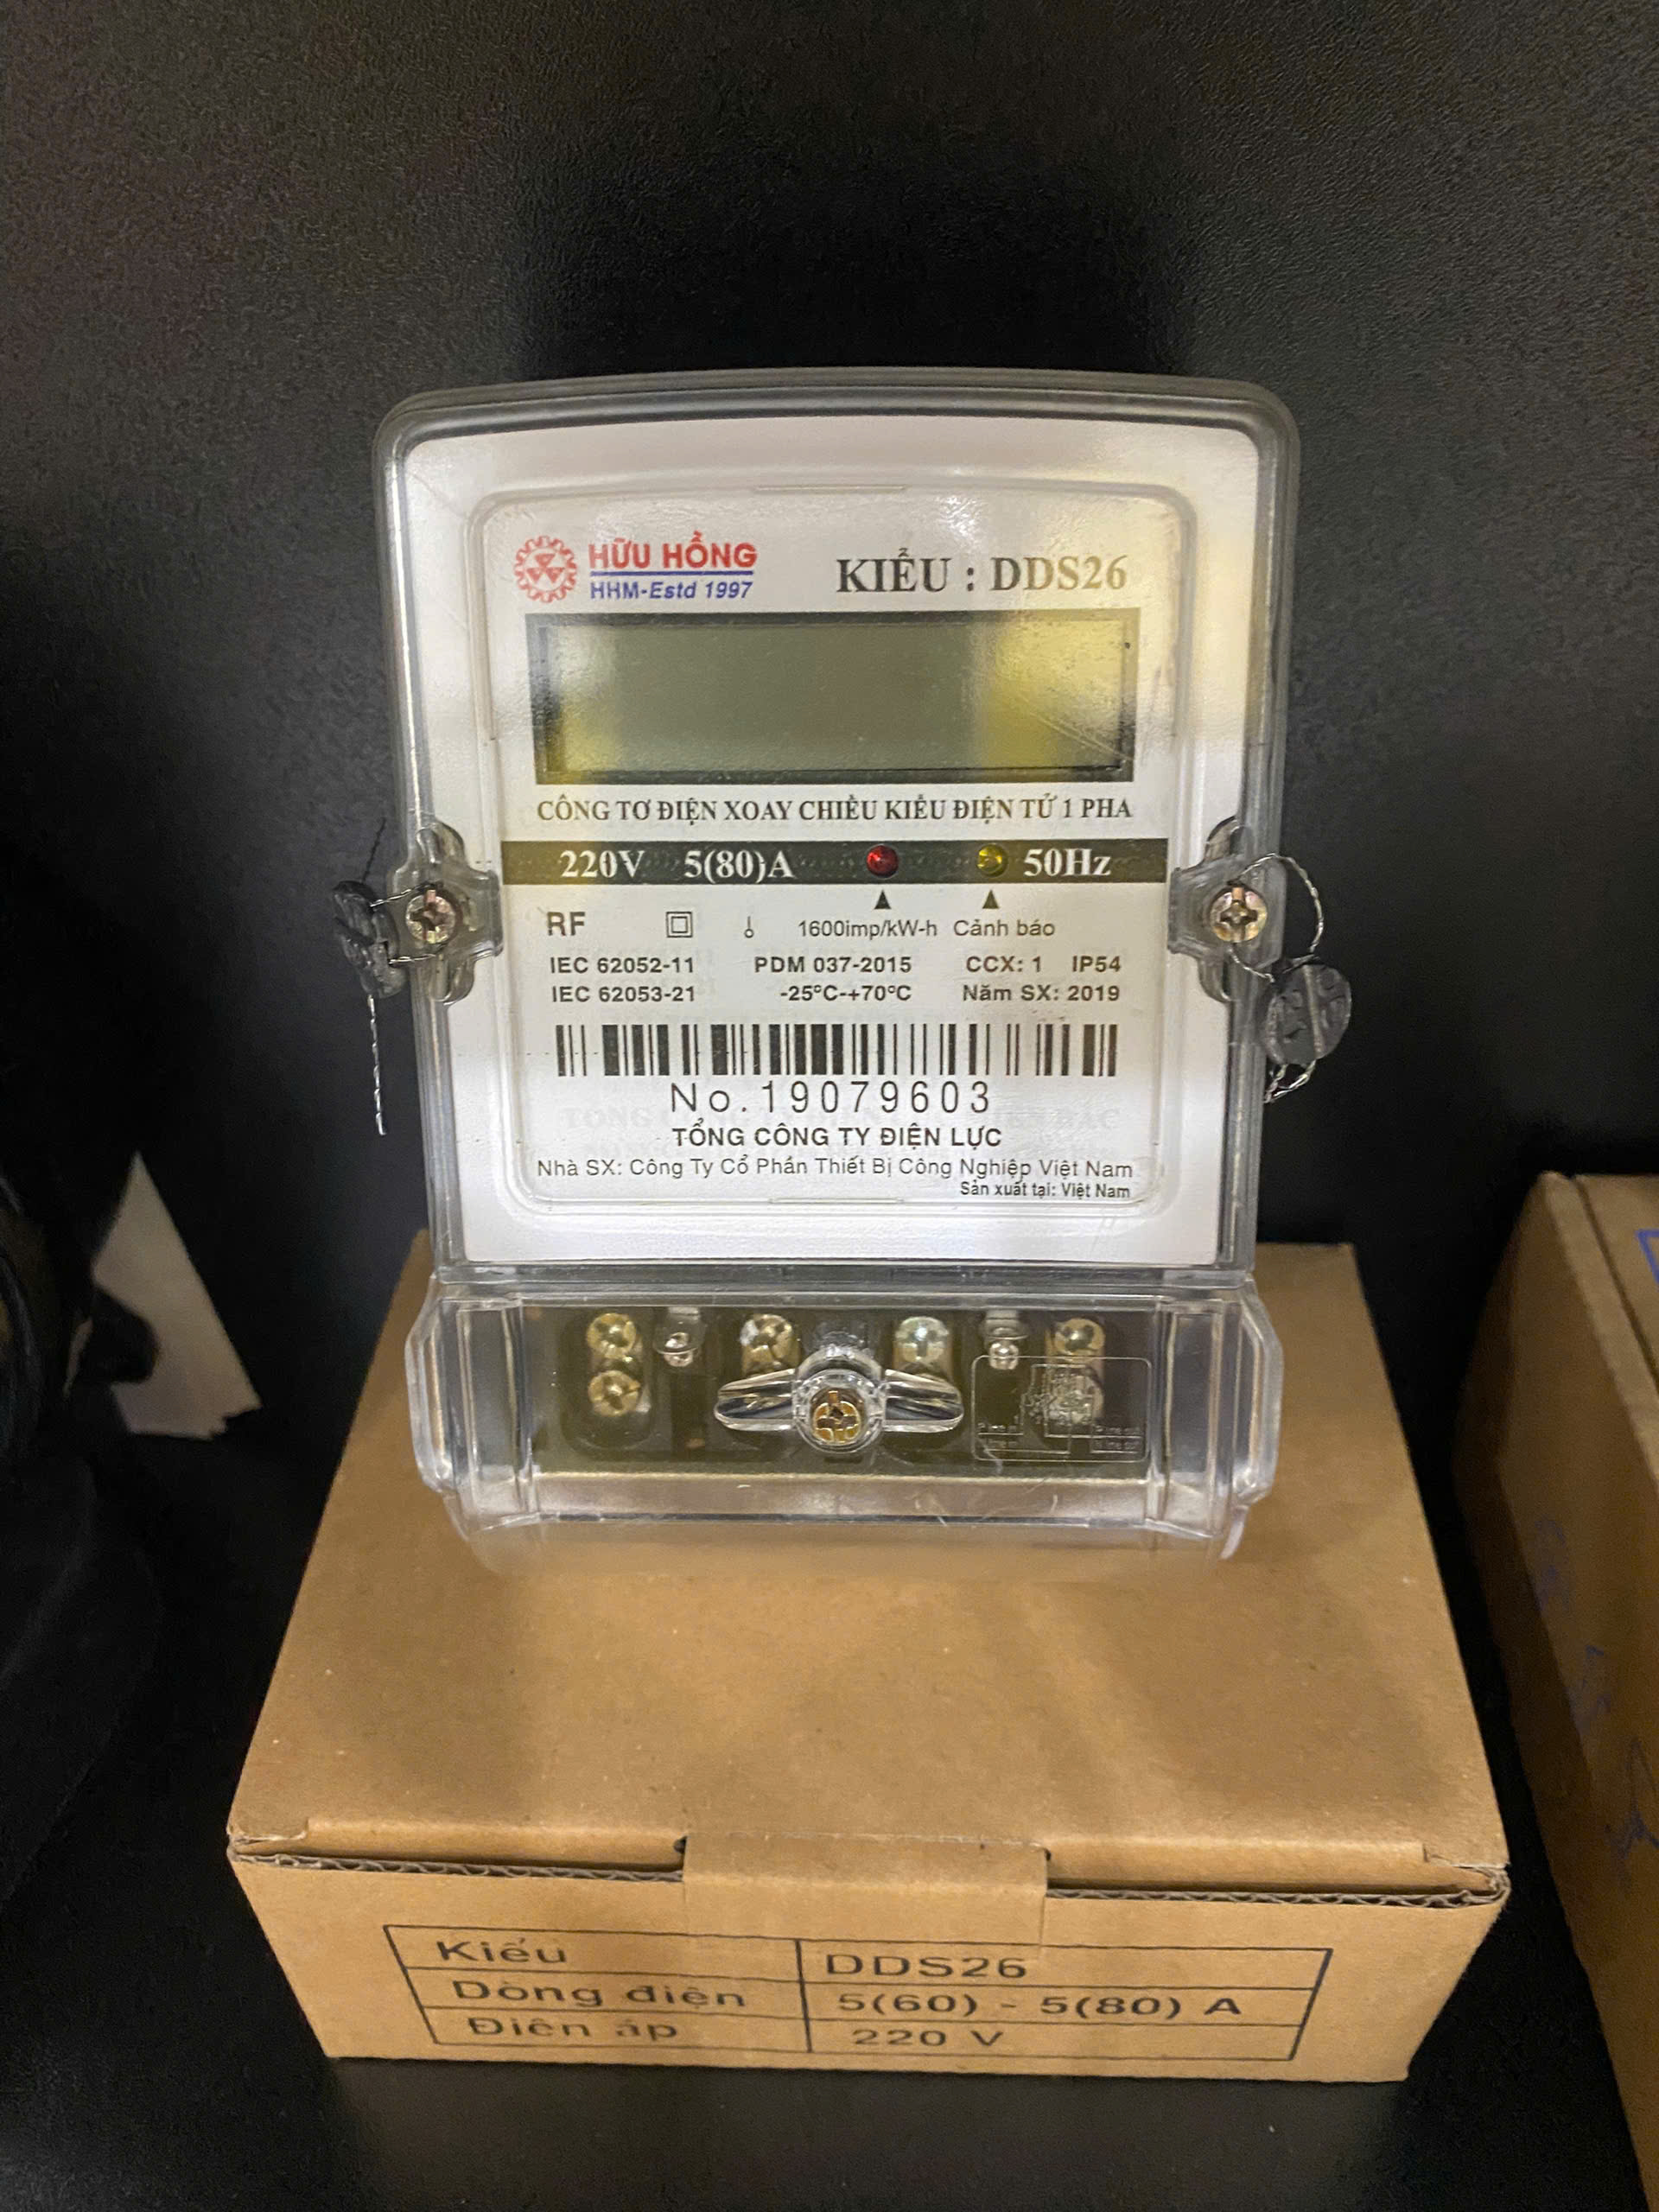 HỮU HỒNG
HHM-Estd 1997
KIỂU : DDS26
CÔNG TƠ ĐIỆN XOAY CHIỀU KIỂU ĐIỆN TỬ 1 PHA
220V 5(80)A 50Hz
RF 1600imp/kW-h Cảnh báo
IEC 62052-11 PDM 037-2015 CCX: 1 IP54
IEC 62053-21 -25°C-+70°C Năm SX: 2019
No.19079603
TỔNG CÔNG TY ĐIỆN LỰC
Nhà SX: Công Ty Cổ Phần Thiết Bị Công Nghiệp Việt Nam
Sản xuất tại: Việt Nam
Kiểu DDS26
Dòng điện 5(60) - 5(80) A
Điện áp 220 V